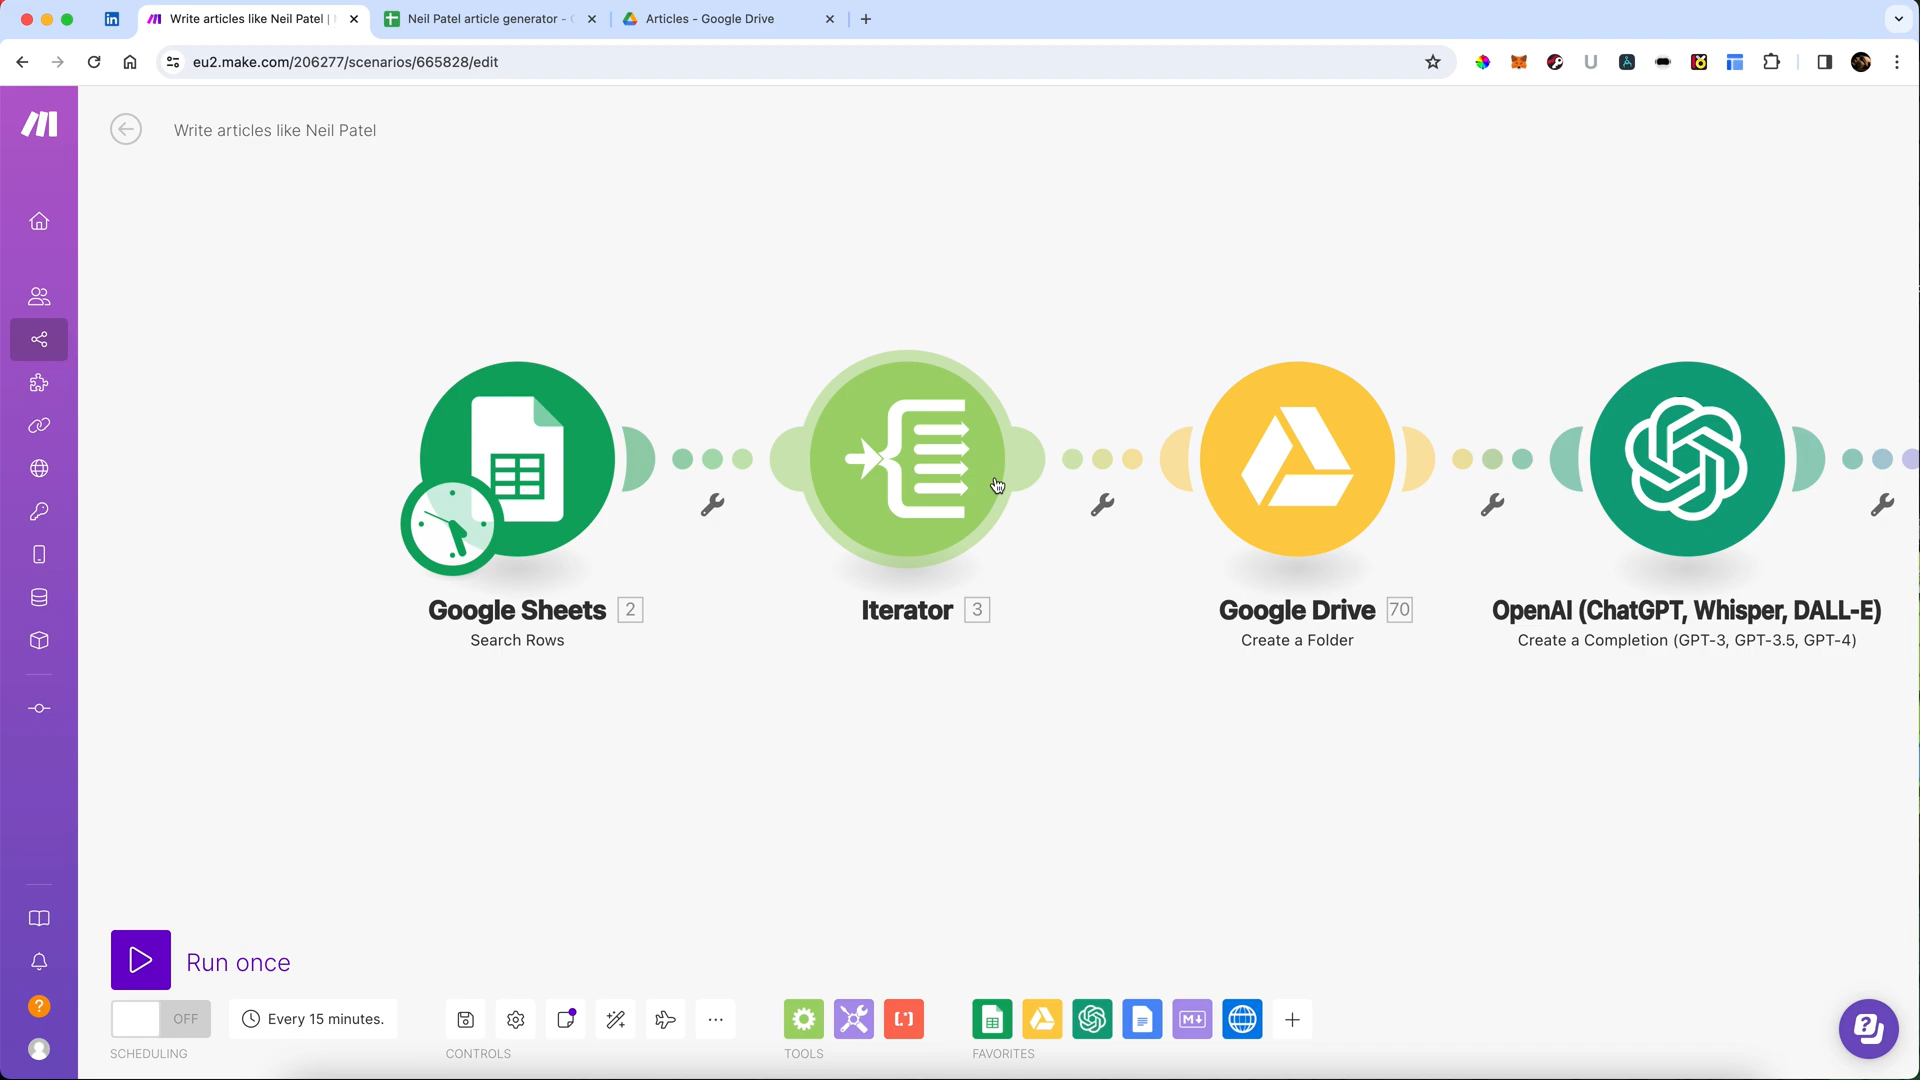 Write articles like Neil Patel |
Neil Patel article generator -
Articles - Google Drive
eu2.make.com/206277/scenarios/665828/edit
Write articles like Neil Patel
Google Sheets 2
Search Rows
Iterator 3
Google Drive 70
Create a Folder
OpenAI (ChatGPT, Whisper, DALL-E)
Create a Completion (GPT-3, GPT-3.5, GPT-4)
Run once
OFF
Every 15 minutes.
SCHEDULING
CONTROLS
TOOLS
FAVORITES